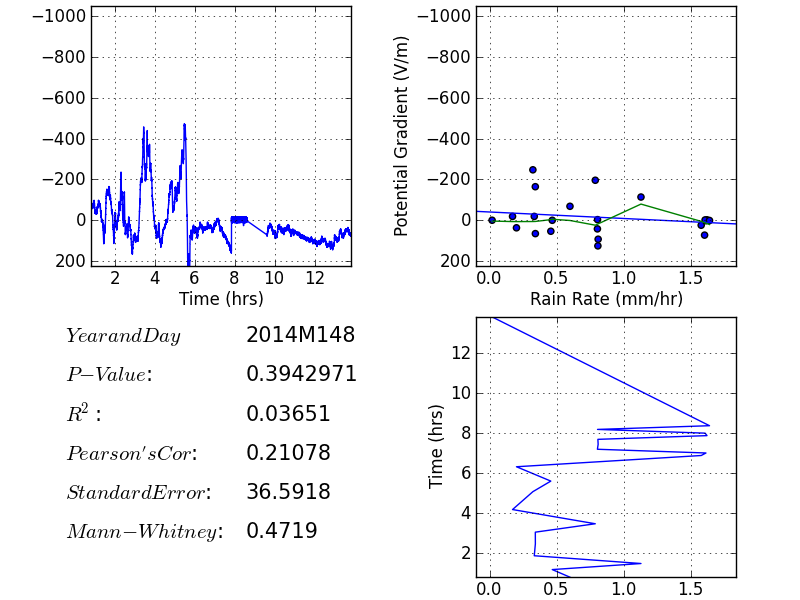 −1000
−800
−600
−400
−200
0
200
2 4 6 8 10 12
Time (hrs)
Potential Gradient (V/m)
−1000
−800
−600
−400
−200
0
200
0.0 0.5 1.0 1.5
Rain Rate (mm/hr)
YearandDay 2014M148
P−Value: 0.3942971
R²: 0.03651
Pearson'sCor: 0.21078
StandardError: 36.5918
Mann−Whitney: 0.4719
Time (hrs)
12
10
8
6
4
2
0.0 0.5 1.0 1.5